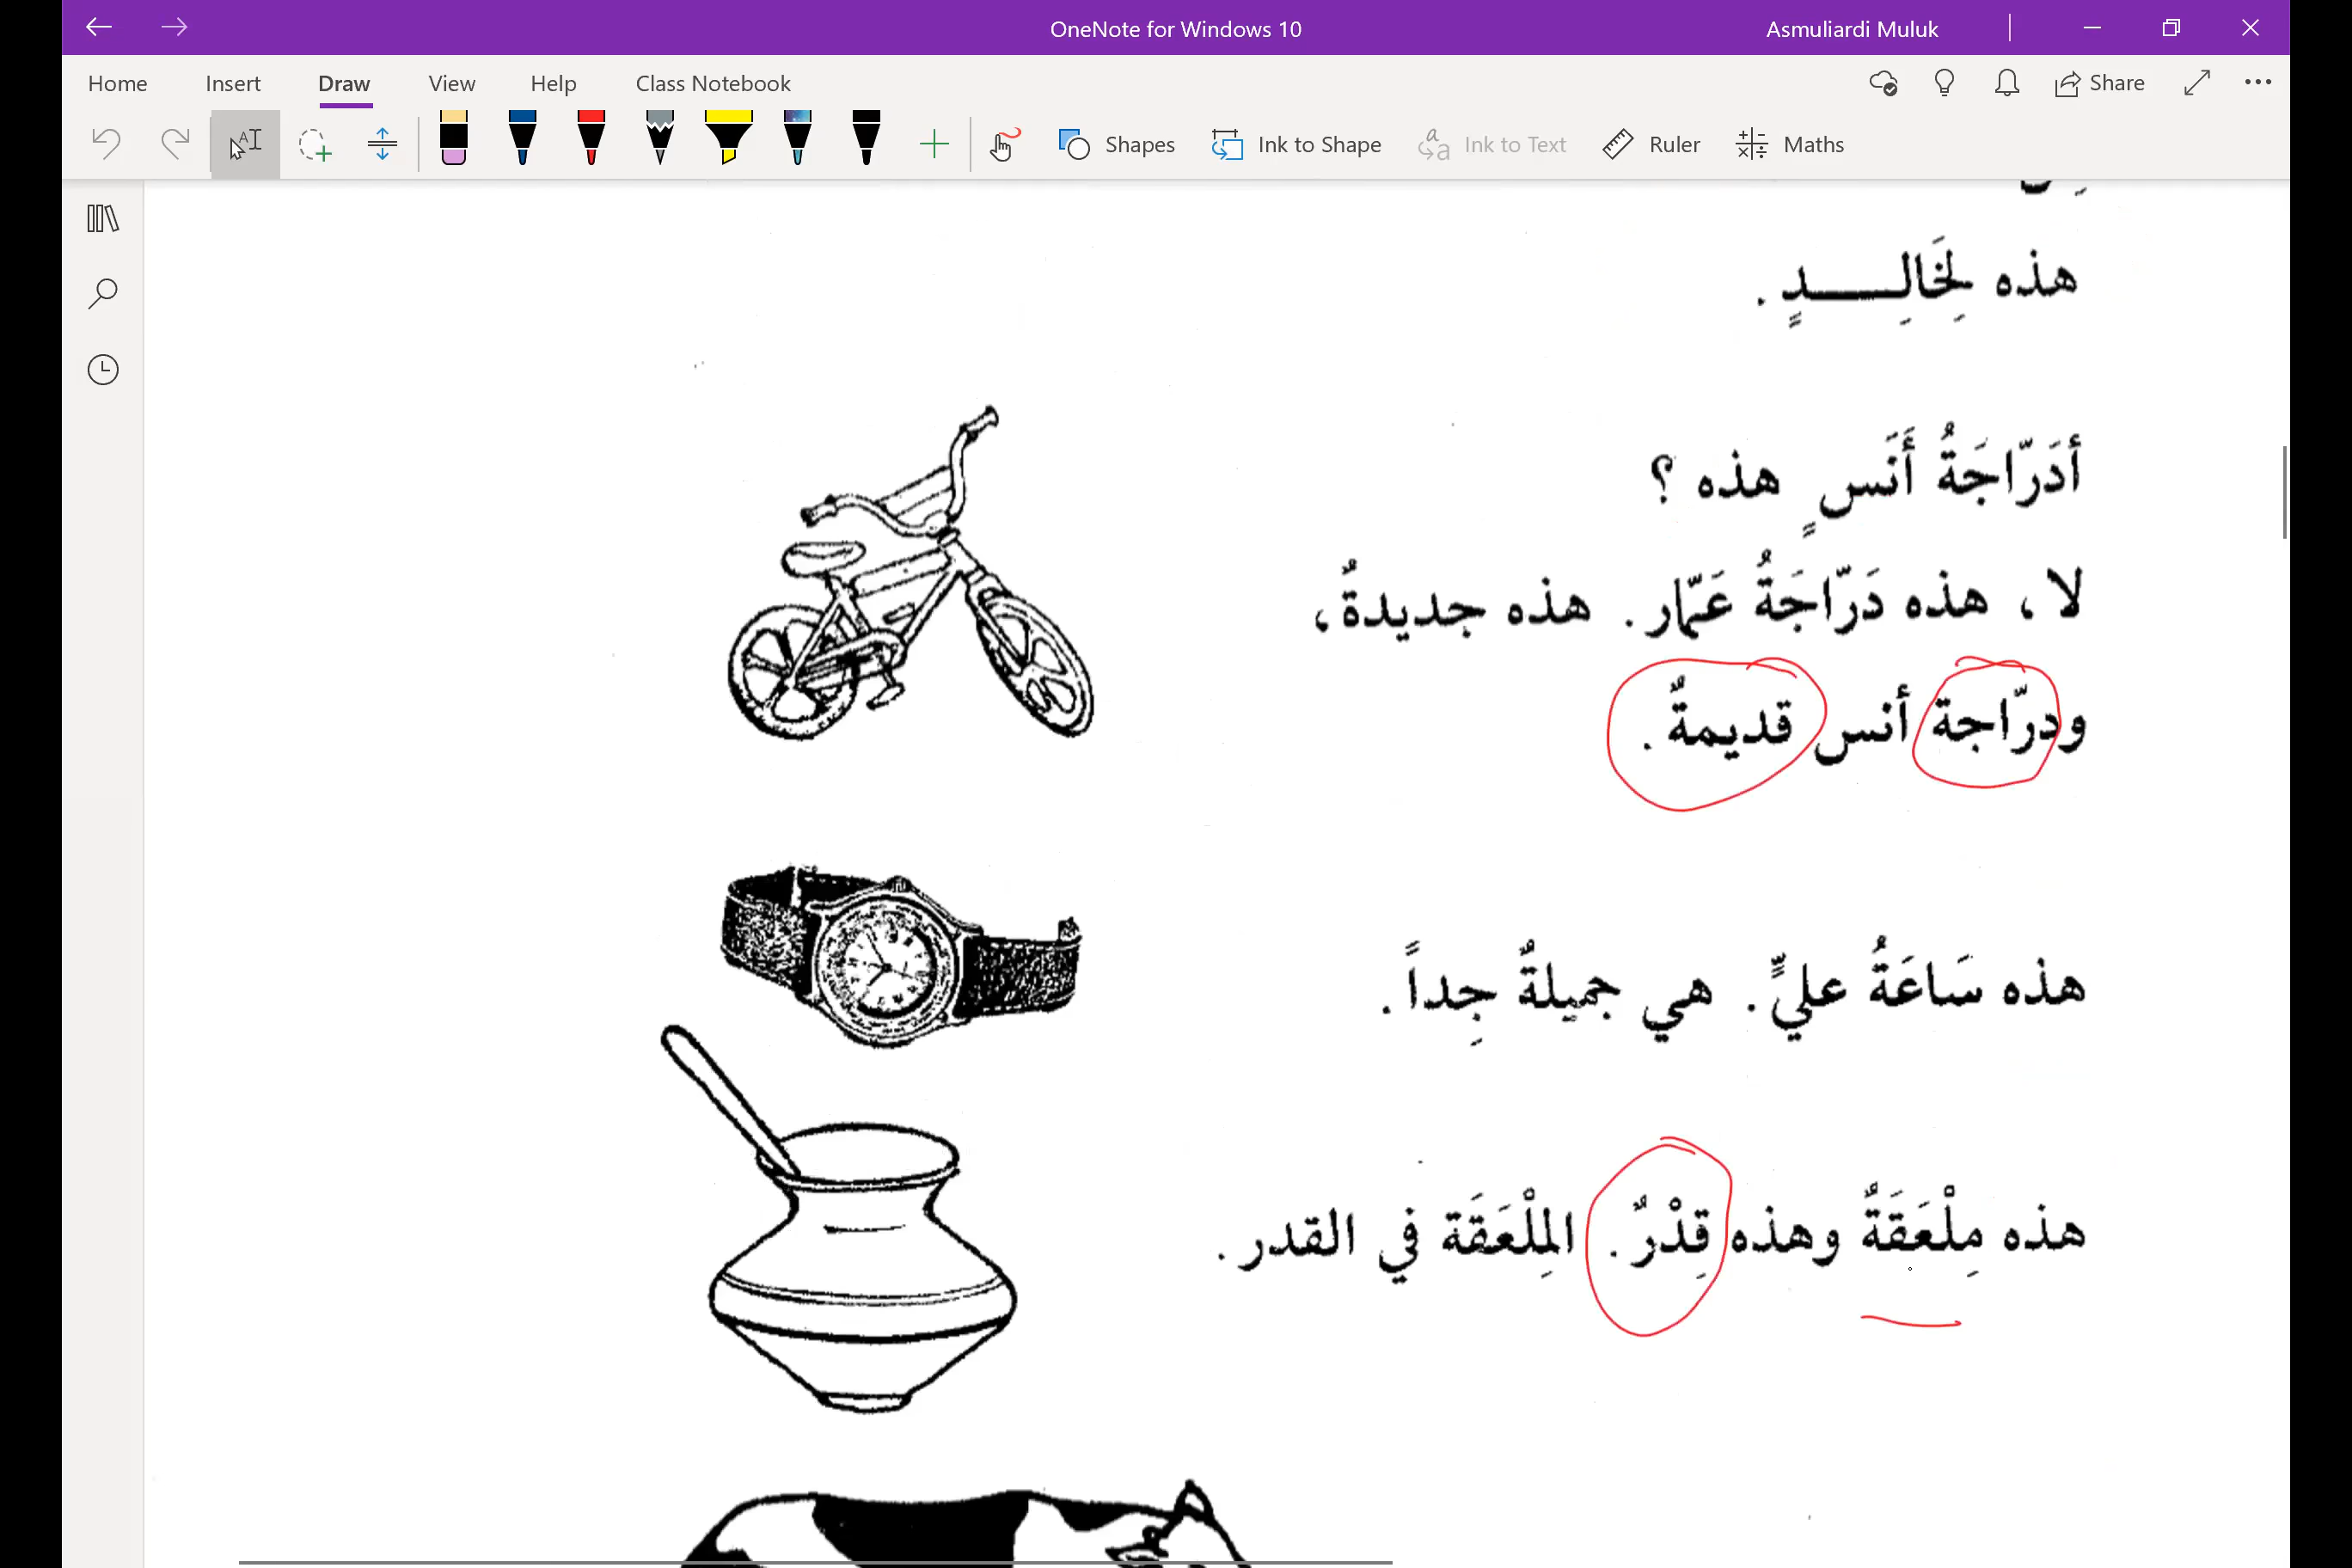 OneNote for Windows 10
Asmuliardi Muluk
Home Insert Draw View Help Class Notebook
Share
Shapes Ink to Shape Ink to Text Ruler Maths
هذه لِخَالِـــدٍ .
أدَرّاجَةُ أَنَسٍ هذه ؟
لا، هذه دَرّاجَةُ عَمّار. هذه جديدةٌ،
ودرّاجة أنس قديمةٌ .
هذه سَاعَةُ عليٍّ. هي جميلةٌ جِداً .
هذه مِلْعَقَةٌ وهذه قِدْرٌ. المِلْعَقَة في القدر .